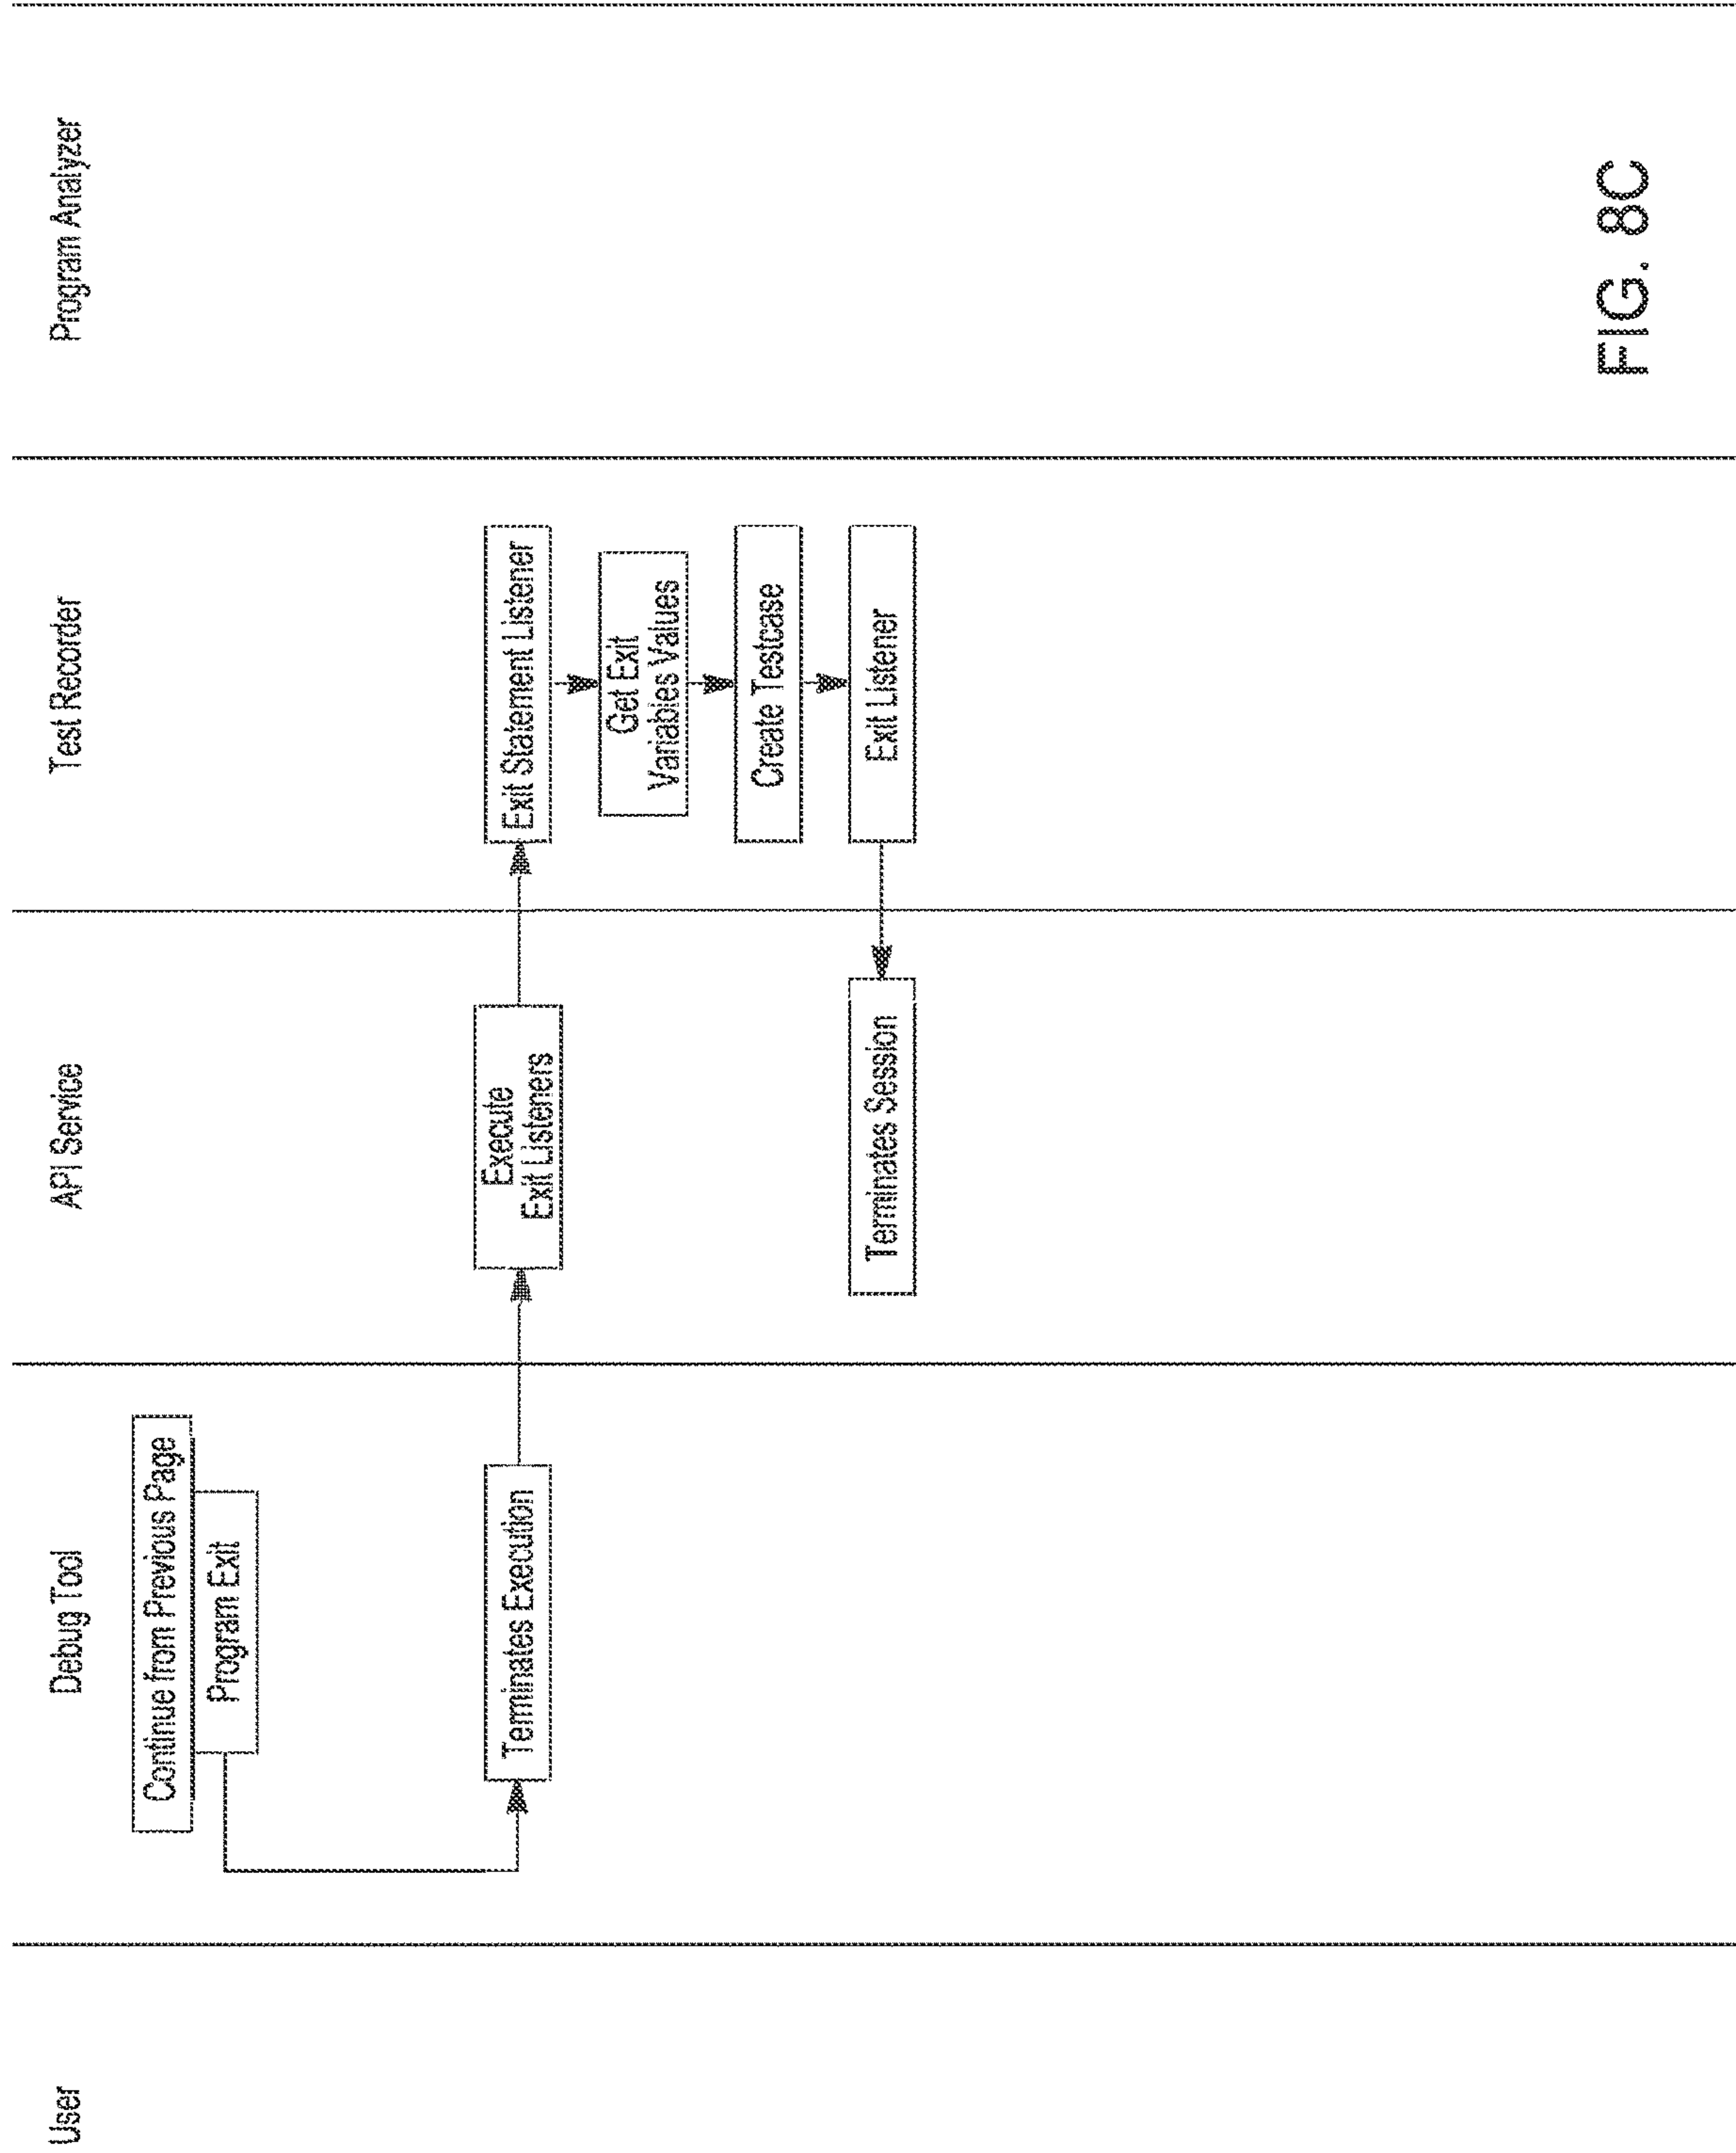 User
Debug Tool
API Service
Test Recorder
Program Analyzer
Continue from Previous Page
Program Exit
Terminates Execution
Execute
Exit Listeners
Exit Statement Listener
Get Exit
Variables Values
Create Testcase
Exit Listener
Terminates Session
FIG. 8C